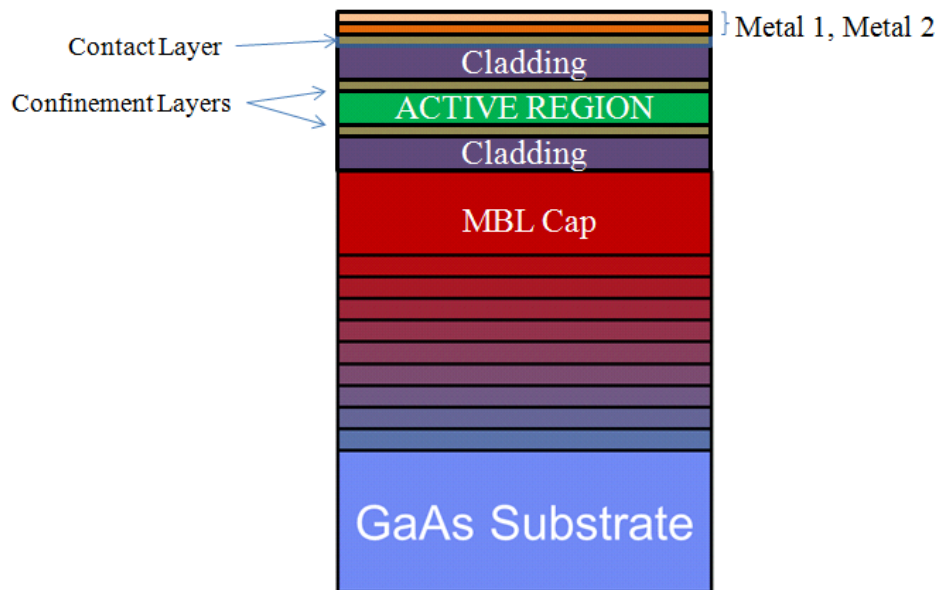 Metal 1, Metal 2
Contact Layer
Cladding
Confinement Layers
ACTIVE REGION
Cladding
MBL Cap
GaAs Substrate